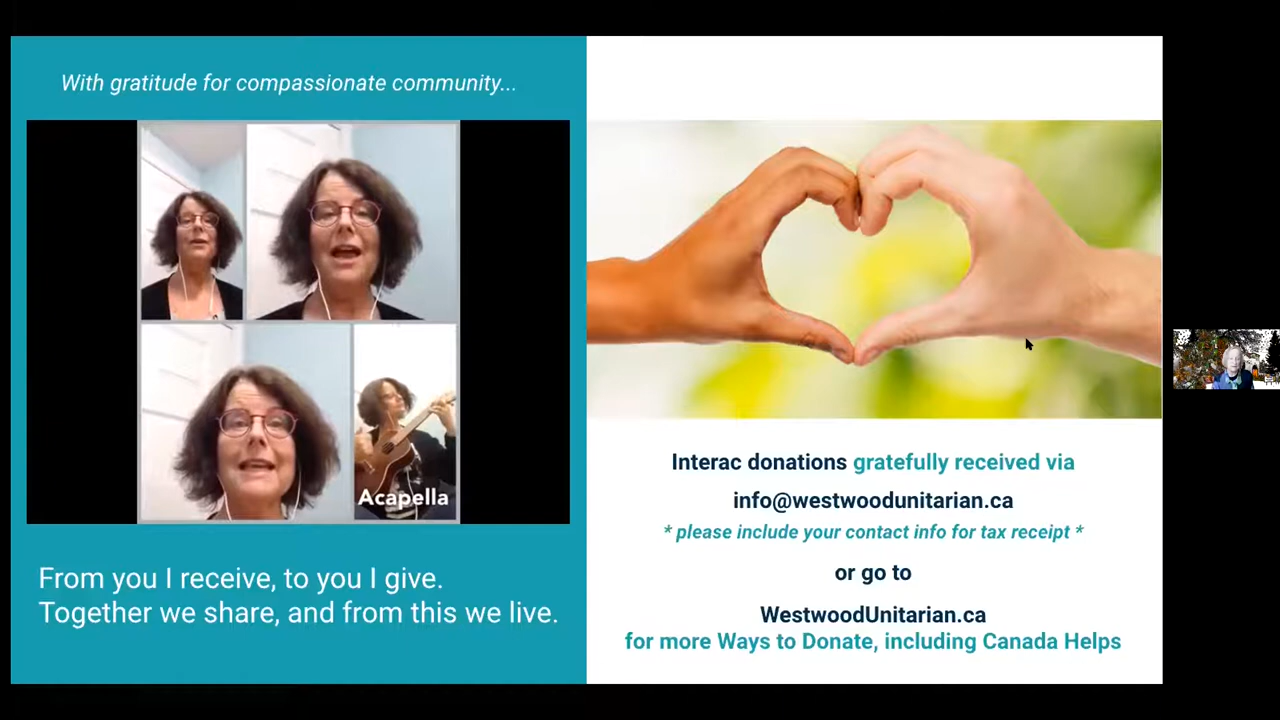 With gratitude for compassionate community...
Acapella
From you I receive, to you I give.
Together we share, and from this we live.
Interac donations gratefully received via
info@westwoodunitarian.ca
* please include your contact info for tax receipt *
or go to
WestwoodUnitarian.ca
for more Ways to Donate, including Canada Helps